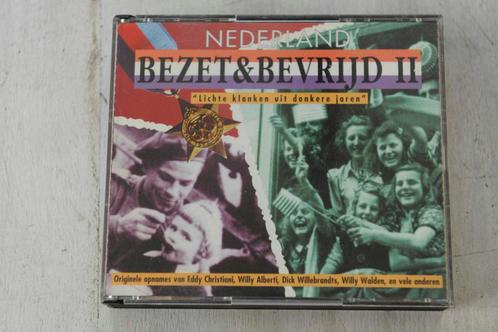 NEDERLAND
BEZET&BEVRIJD II
"Lichte klanken uit donkere jaren"
Originele opnames van Eddy Christiani, Willy Alberti, Dick Willebrandts, Willy Walden, en vele anderen